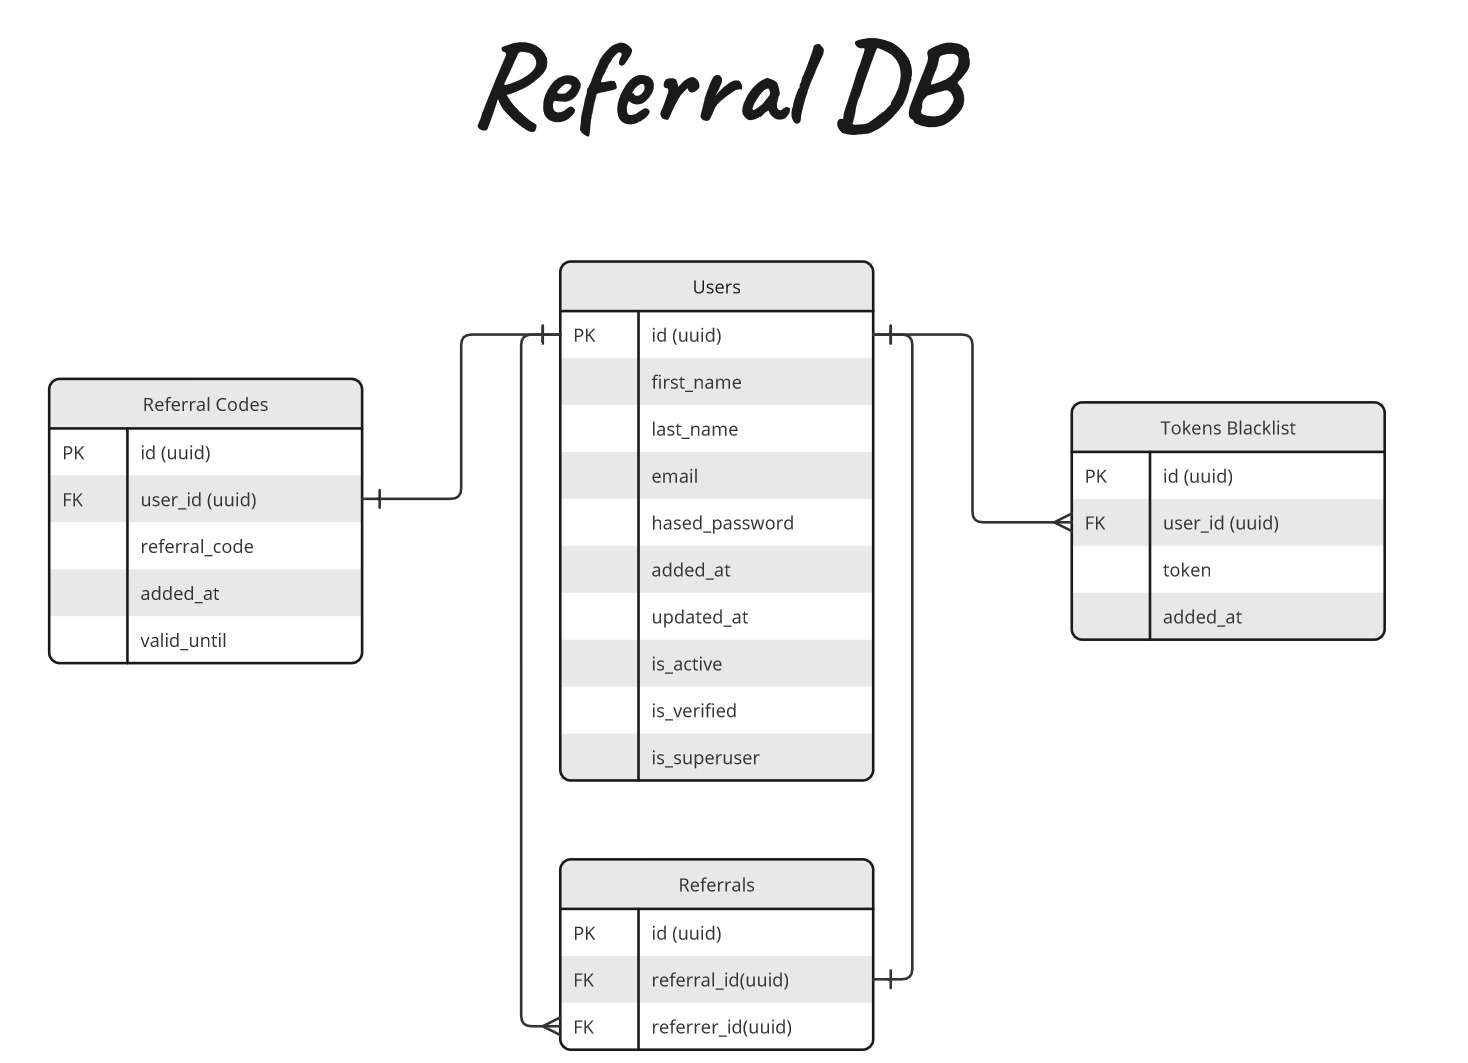 Referral DB
Referral Codes
PK id (uuid)
FK user_id (uuid)
referral_code
added_at
valid_until
Users
PK id (uuid)
first_name
last_name
email
hased_password
added_at
updated_at
is_active
is_verified
is_superuser
Tokens Blacklist
PK id (uuid)
FK user_id (uuid)
token
added_at
Referrals
PK id (uuid)
FK referral_id(uuid)
FK referrer_id(uuid)